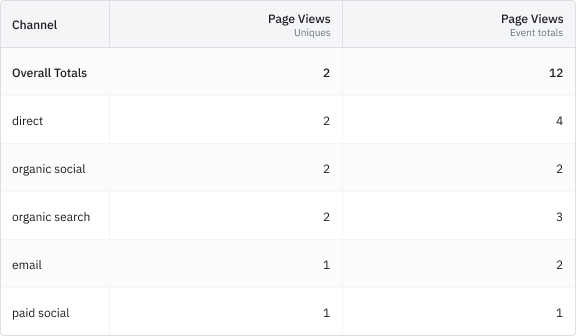 Channel Page Views Page Views
Uniques Event totals
Overall Totals 2 12
direct 2 4
organic social 2 2
organic search 2 3
email 1 2
paid social 1 1